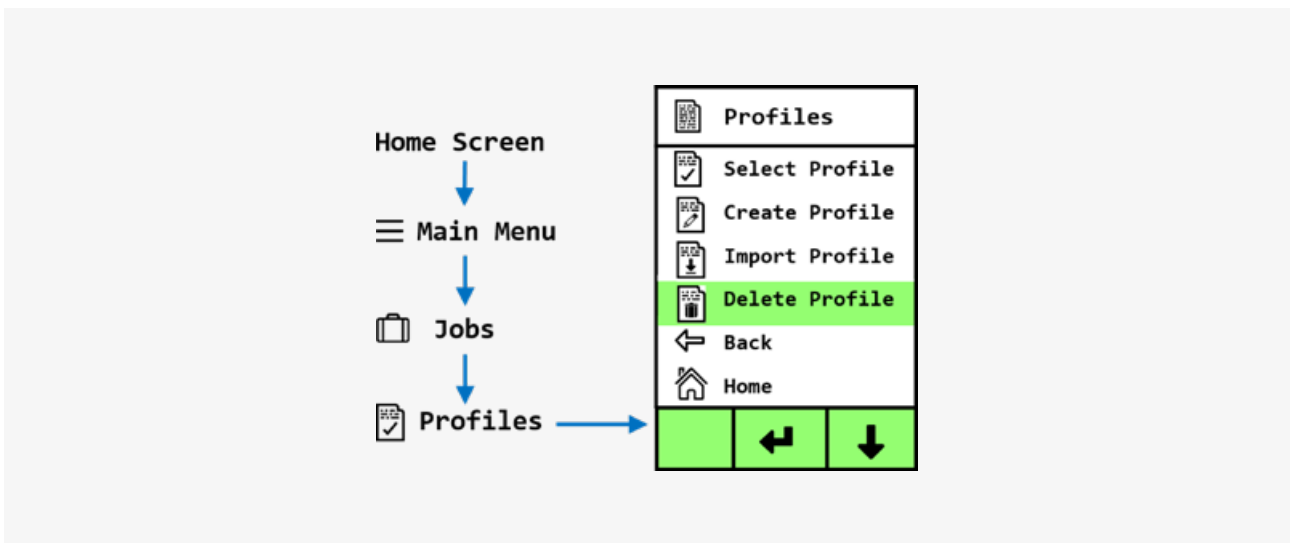 Home Screen
Main Menu
Jobs
Profiles
Profiles
Select Profile
Create Profile
Import Profile
Delete Profile
Back
Home